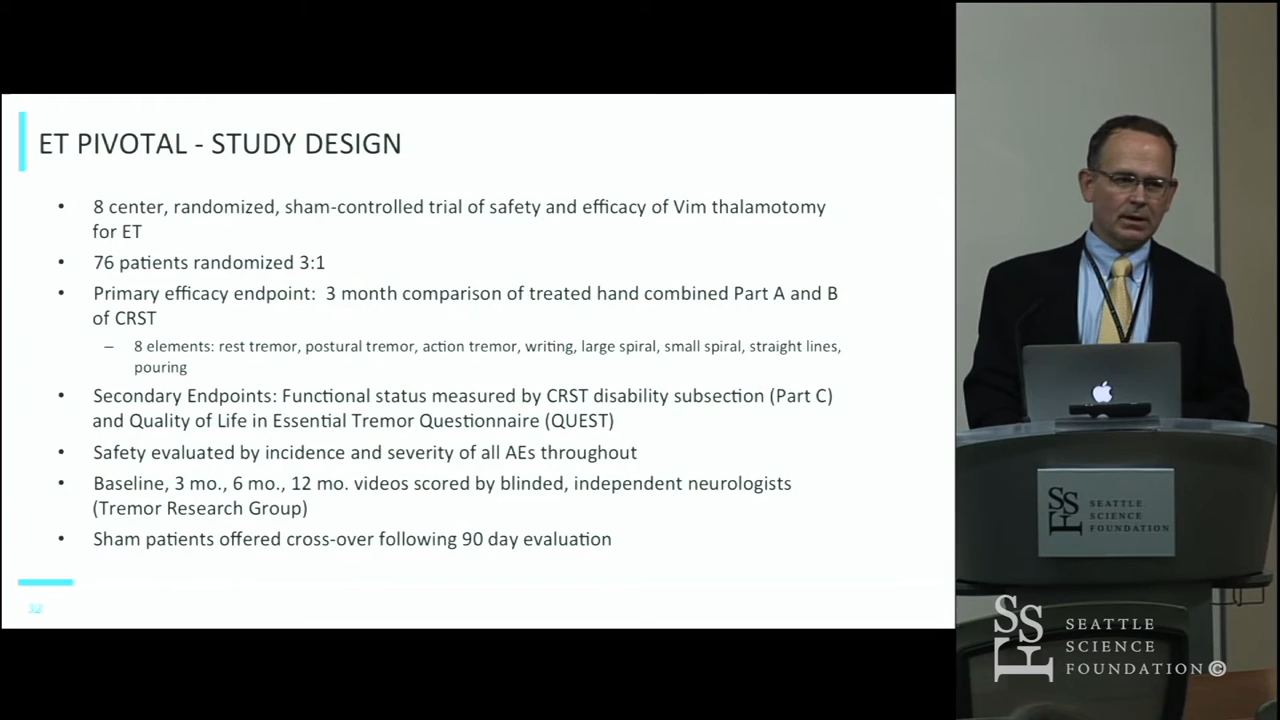 ET PIVOTAL - STUDY DESIGN
• 8 center, randomized, sham-controlled trial of safety and efficacy of Vim thalamotomy
for ET
• 76 patients randomized 3:1
• Primary efficacy endpoint: 3 month comparison of treated hand combined Part A and B
of CRST
– 8 elements: rest tremor, postural tremor, action tremor, writing, large spiral, small spiral, straight lines,
pouring
• Secondary Endpoints: Functional status measured by CRST disability subsection (Part C)
and Quality of Life in Essential Tremor Questionnaire (QUEST)
• Safety evaluated by incidence and severity of all AEs throughout
• Baseline, 3 mo., 6 mo., 12 mo. videos scored by blinded, independent neurologists
(Tremor Research Group)
• Sham patients offered cross-over following 90 day evaluation
32
SSF
SEATTLE
SCIENCE
FOUNDATION
SSF
SEATTLE
SCIENCE
FOUNDATION©